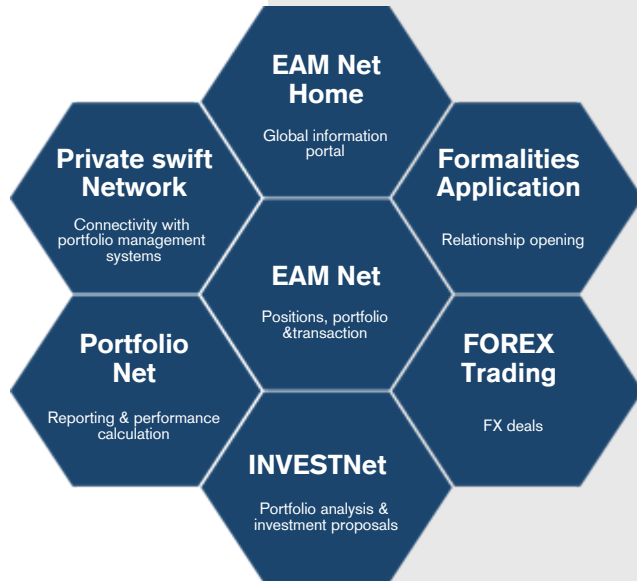 EAM Net
Home
Global information
portal
Private swift
Network
Connectivity with
portfolio management
systems
Formalities
Application
Relationship opening
EAM Net
Positions, portfolio
&transaction
Portfolio
Net
Reporting & performance
calculation
FOREX
Trading
FX deals
INVESTNet
Portfolio analysis &
investment proposals